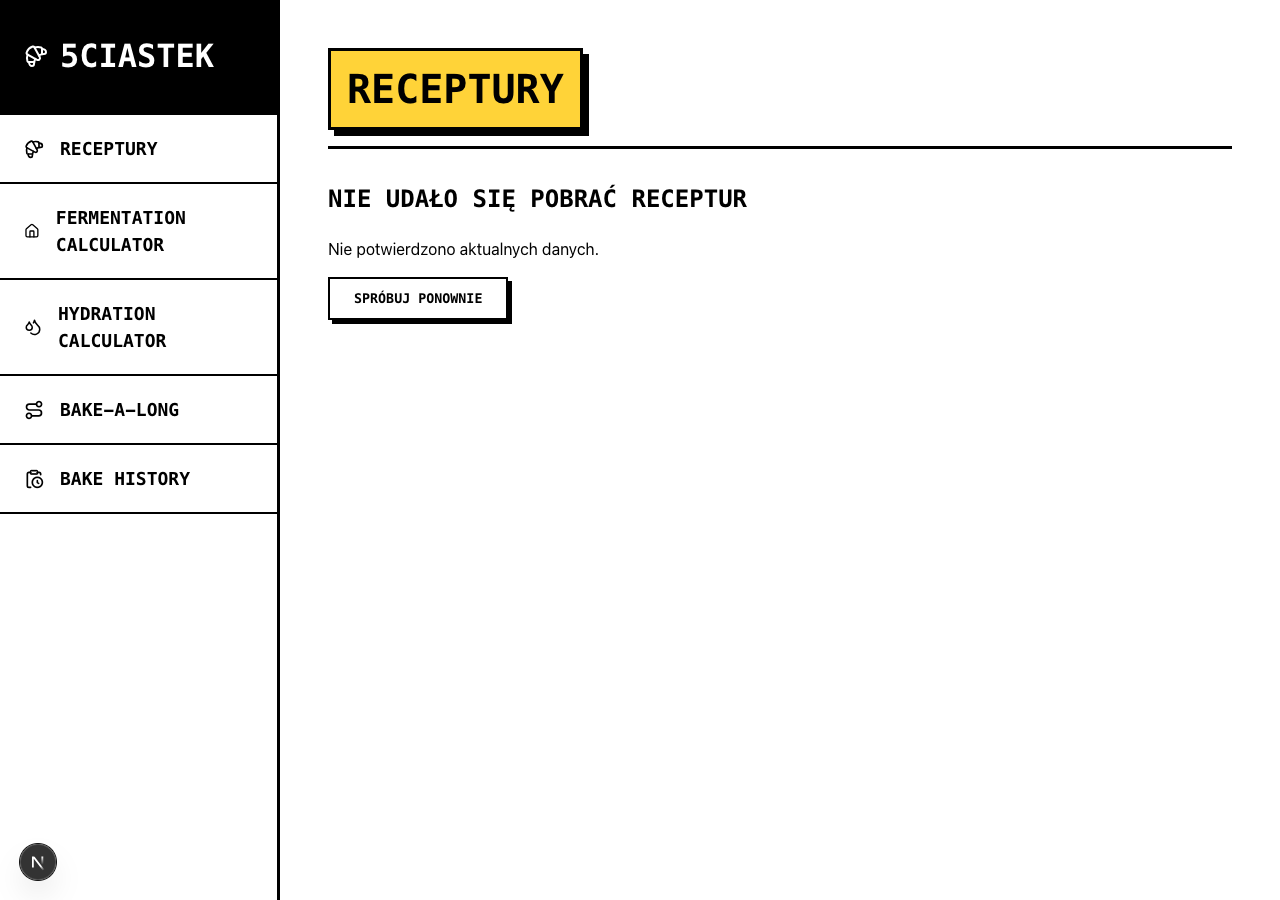 5CIASTEK
RECEPTURY
FERMENTATION
CALCULATOR
HYDRATION
CALCULATOR
BAKE–A–LONG
BAKE HISTORY
RECEPTURY
NIE UDAŁO SIĘ POBRAĆ RECEPTUR
Nie potwierdzono aktualnych danych.
SPRÓBUJ PONOWNIE
N